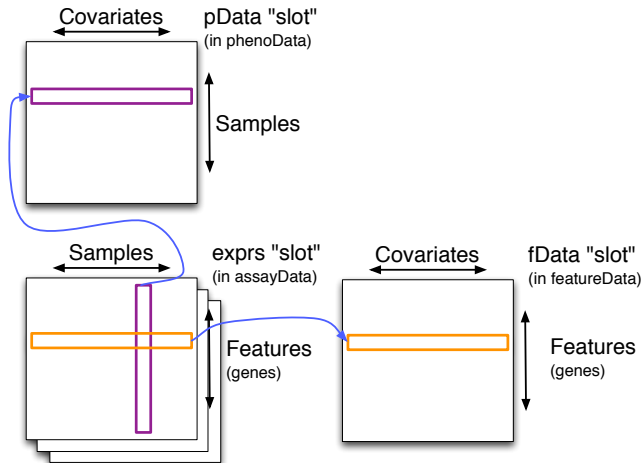 Covariates
pData "slot"
(in phenoData)
Samples
Samples
exprs "slot"
(in assayData)
Features
(genes)
Covariates
fData "slot"
(in featureData)
Features
(genes)